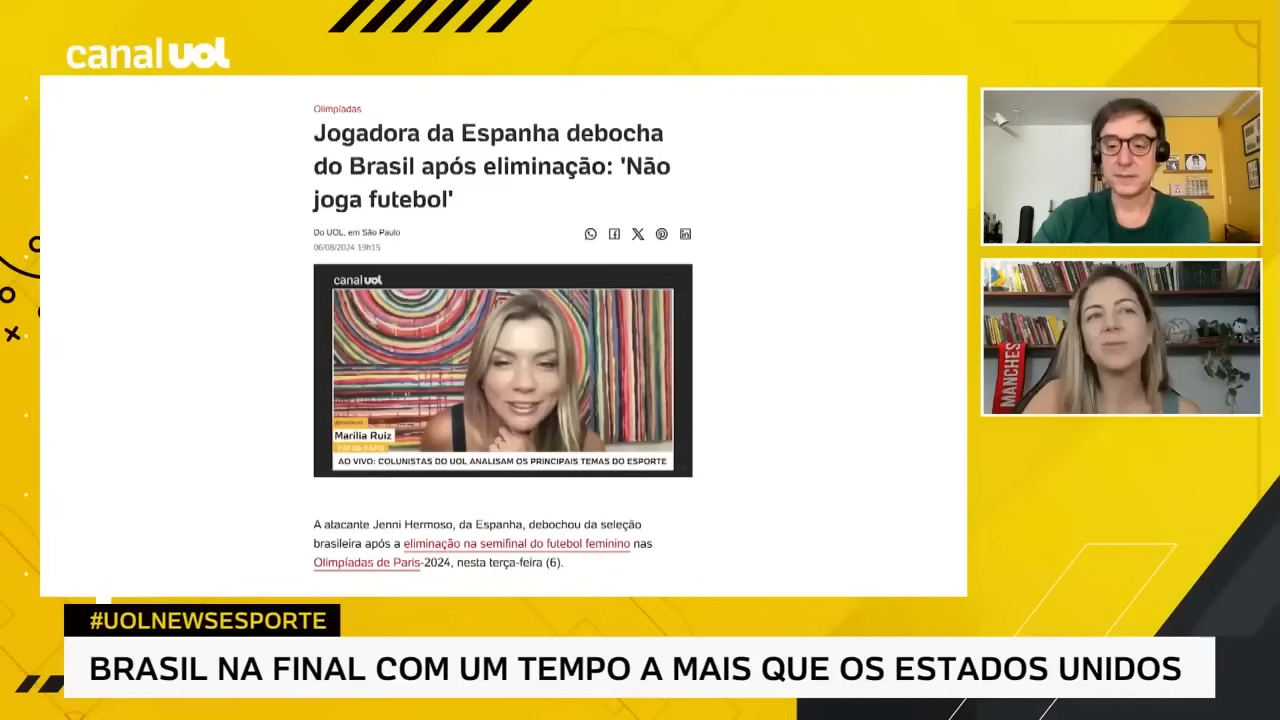 canal UOL
Olimpíadas
Jogadora da Espanha debocha
do Brasil após eliminação: 'Não
joga futebol'
Do UOL, em São Paulo
06/08/2024 19h15
canal UOL
Marília Ruiz
FIM DE PAPO
AO VIVO: COLUNISTAS DO UOL ANALISAM OS PRINCIPAIS TEMAS DO ESPORTE
A atacante Jenni Hermoso, da Espanha, debochou da seleção
brasileira após a eliminação na semifinal do futebol feminino nas
Olimpíadas de Paris-2024, nesta terça-feira (6).
MANCHES
#UOLNEWSESPORTE
BRASIL NA FINAL COM UM TEMPO A MAIS QUE OS ESTADOS UNIDOS